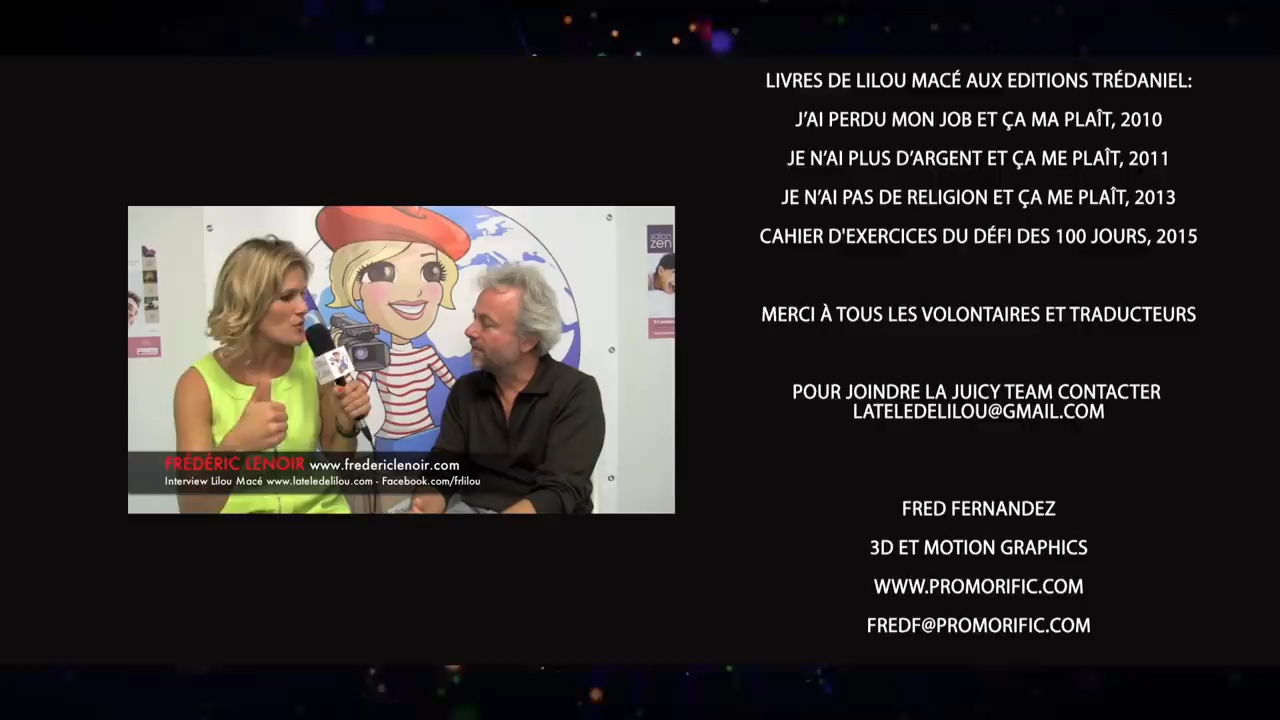 LIVRES DE LILOU MACÉ AUX EDITIONS TRÉDANIEL:
J'AI PERDU MON JOB ET ÇA MA PLAÎT, 2010
JE N'AI PLUS D'ARGENT ET ÇA ME PLAÎT, 2011
JE N'AI PAS DE RELIGION ET ÇA ME PLAÎT, 2013
CAHIER D'EXERCICES DU DÉFI DES 100 JOURS, 2015
MERCI À TOUS LES VOLONTAIRES ET TRADUCTEURS
POUR JOINDRE LA JUICY TEAM CONTACTER
LATELEDELILOU@GMAIL.COM
FRED FERNANDEZ
3D ET MOTION GRAPHICS
WWW.PROMORIFIC.COM
FREDF@PROMORIFIC.COM
salon
zen
FRÉDÉRIC LENOIR www.fredericlenoir.com
Interview Lilou Macé www.lateledelilou.com - Facebook.com/frlilou